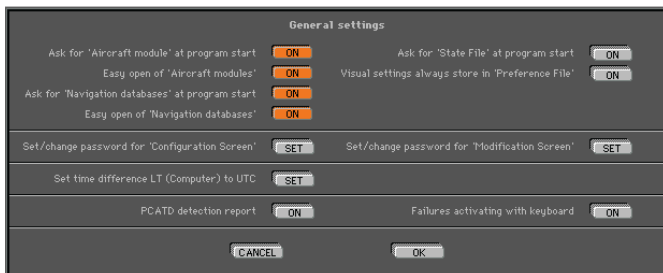 General settings
Ask for 'Aircraft module' at program start ON Ask for 'State File' at program start ON
Easy open of 'Aircraft modules' ON Visual settings always store in 'Preference File' ON
Ask for 'Navigation databases' at program start ON
Easy open of 'Navigation databases' ON
Set/change password for 'Configuration Screen' SET Set/change password for 'Modification Screen' SET
Set time difference LT (Computer) to UTC SET
PCATD detection report ON Failures activating with keyboard ON
CANCEL OK